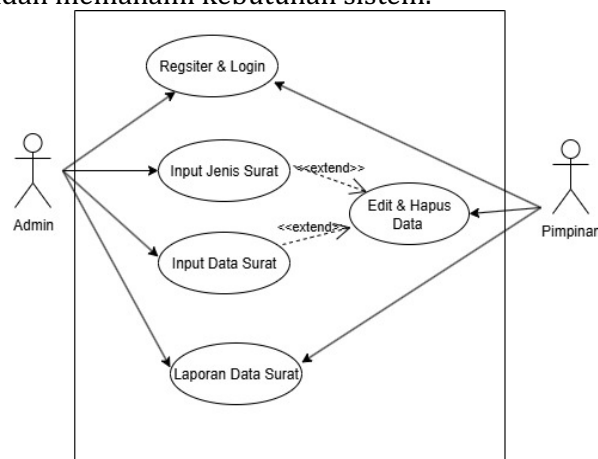 dan memahami kebutuhan sistem.
Regsiter & Login
Input Jenis Surat
<<extend>>
Edit & Hapus
Data
<<extend>>
Input Data Surat
Laporan Data Surat
Admin
Pimpinan